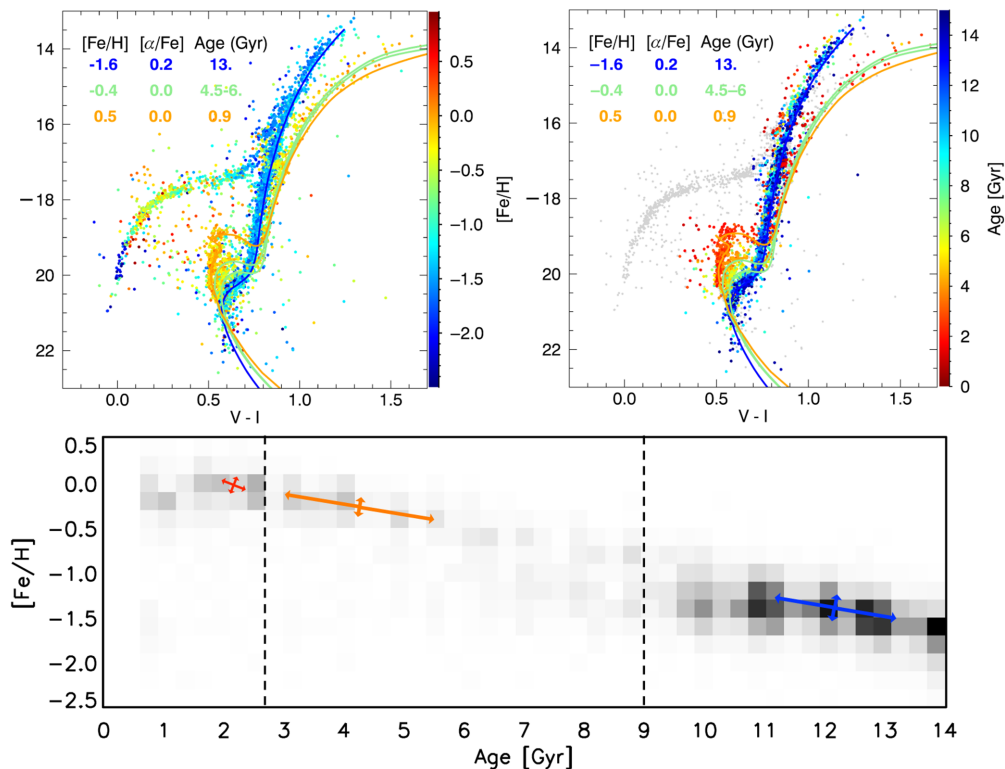 [Fe/H] [α/Fe] Age (Gyr)
-1.6 0.2 13.
-0.4 0.0 4.5-6.
0.5 0.0 0.9
14
16
18
20
22
I
0.0 0.5 1.0
V - I
0.5
0.0
−0.5
−1.0
−1.5
−2.0
[Fe/H]
[Fe/H] [α/Fe] Age (Gyr)
−1.6 0.2 13.
−0.4 0.0 4.5–6
0.5 0.0 0.9
14
16
18
20
22
I
0.0 0.5 1.0
V - I
14
12
10
8
6
4
2
0
Age [Gyr]
0.5
0.0
−0.5
−1.0
−1.5
−2.0
−2.5
[Fe/H]
0 1 2 3 4 5 6 7 8 9 10 11 12 13 14
Age [Gyr]